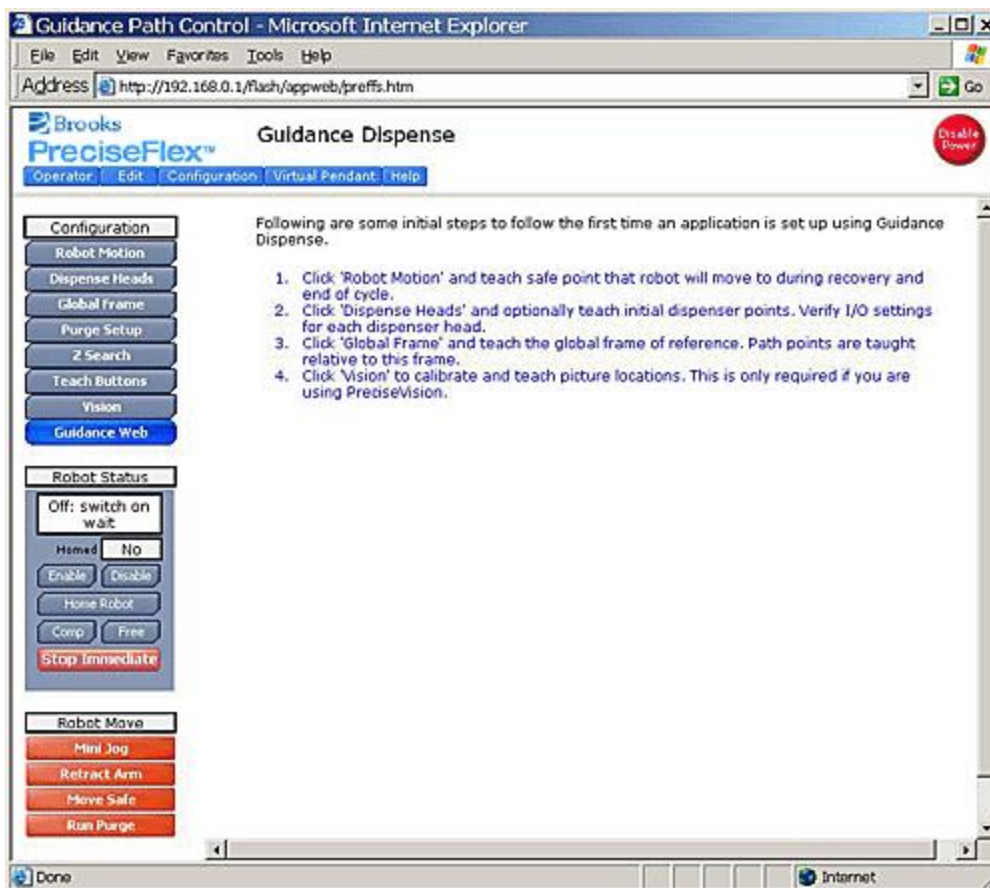 Guidance Path Control - Microsoft Internet Explorer
File Edit View Favorites Tools Help
Address http://192.168.0.1/flash/appweb/preffs.htm Go
Brooks
PreciseFlex™
Guidance Dispense
Disable Power
Operator Edit Configuration Virtual Pendant Help
Configuration
Robot Motion
Dispense Heads
Global Frame
Purge Setup
Z Search
Teach Buttons
Vision
Guidance Web
Following are some initial steps to follow the first time an application is set up using Guidance
Dispense.
1. Click 'Robot Motion' and teach safe point that robot will move to during recovery and
end of cycle.
2. Click 'Dispense Heads' and optionally teach initial dispenser points. Verify I/O settings
for each dispenser head.
3. Click 'Global Frame' and teach the global frame of reference. Path points are taught
relative to this frame.
4. Click 'Vision' to calibrate and teach picture locations. This is only required if you are
using PreciseVision.
Robot Status
Off: switch on
wait
Homed No
Enable Disable
Home Robot
Comp Free
Stop Immediate
Robot Move
Mini Jog
Retract Arm
Move Safe
Run Purge
Done Internet